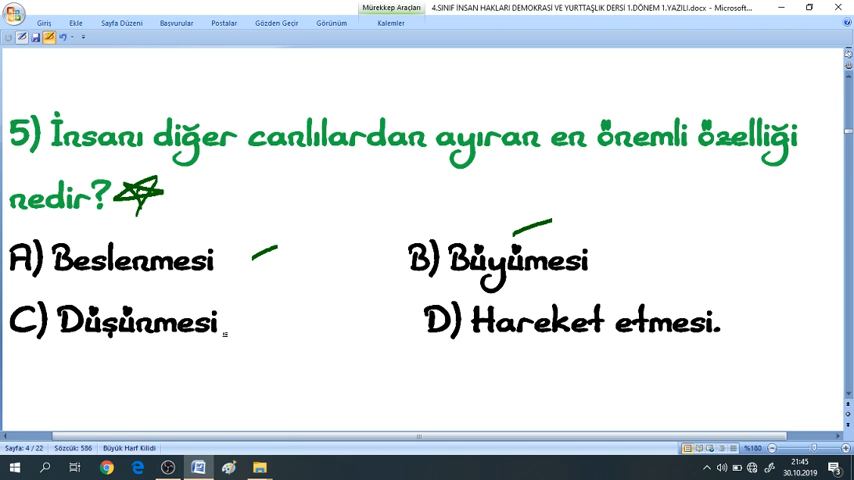 Mürekkep Araçları
4.SINIF İNSAN HAKLARI DEMOKRASİ VE YURTTAŞLIK DERSİ 1.DÖNEM 1.YAZILI.docx - Microsoft...
Giriş Ekle Sayfa Düzeni Başvurular Postalar Gözden Geçir Görünüm Kalemler
5) İnsanı diğer canlılardan ayıran en önemli özelliği
nedir?
A) Beslenmesi B) Büyümesi
C) Düşünmesi D) Hareket etmesi.
Sayfa: 4 / 22 Sözcük: 586 Büyük Harf Kilidi %180
21:45
30.10.2019
3